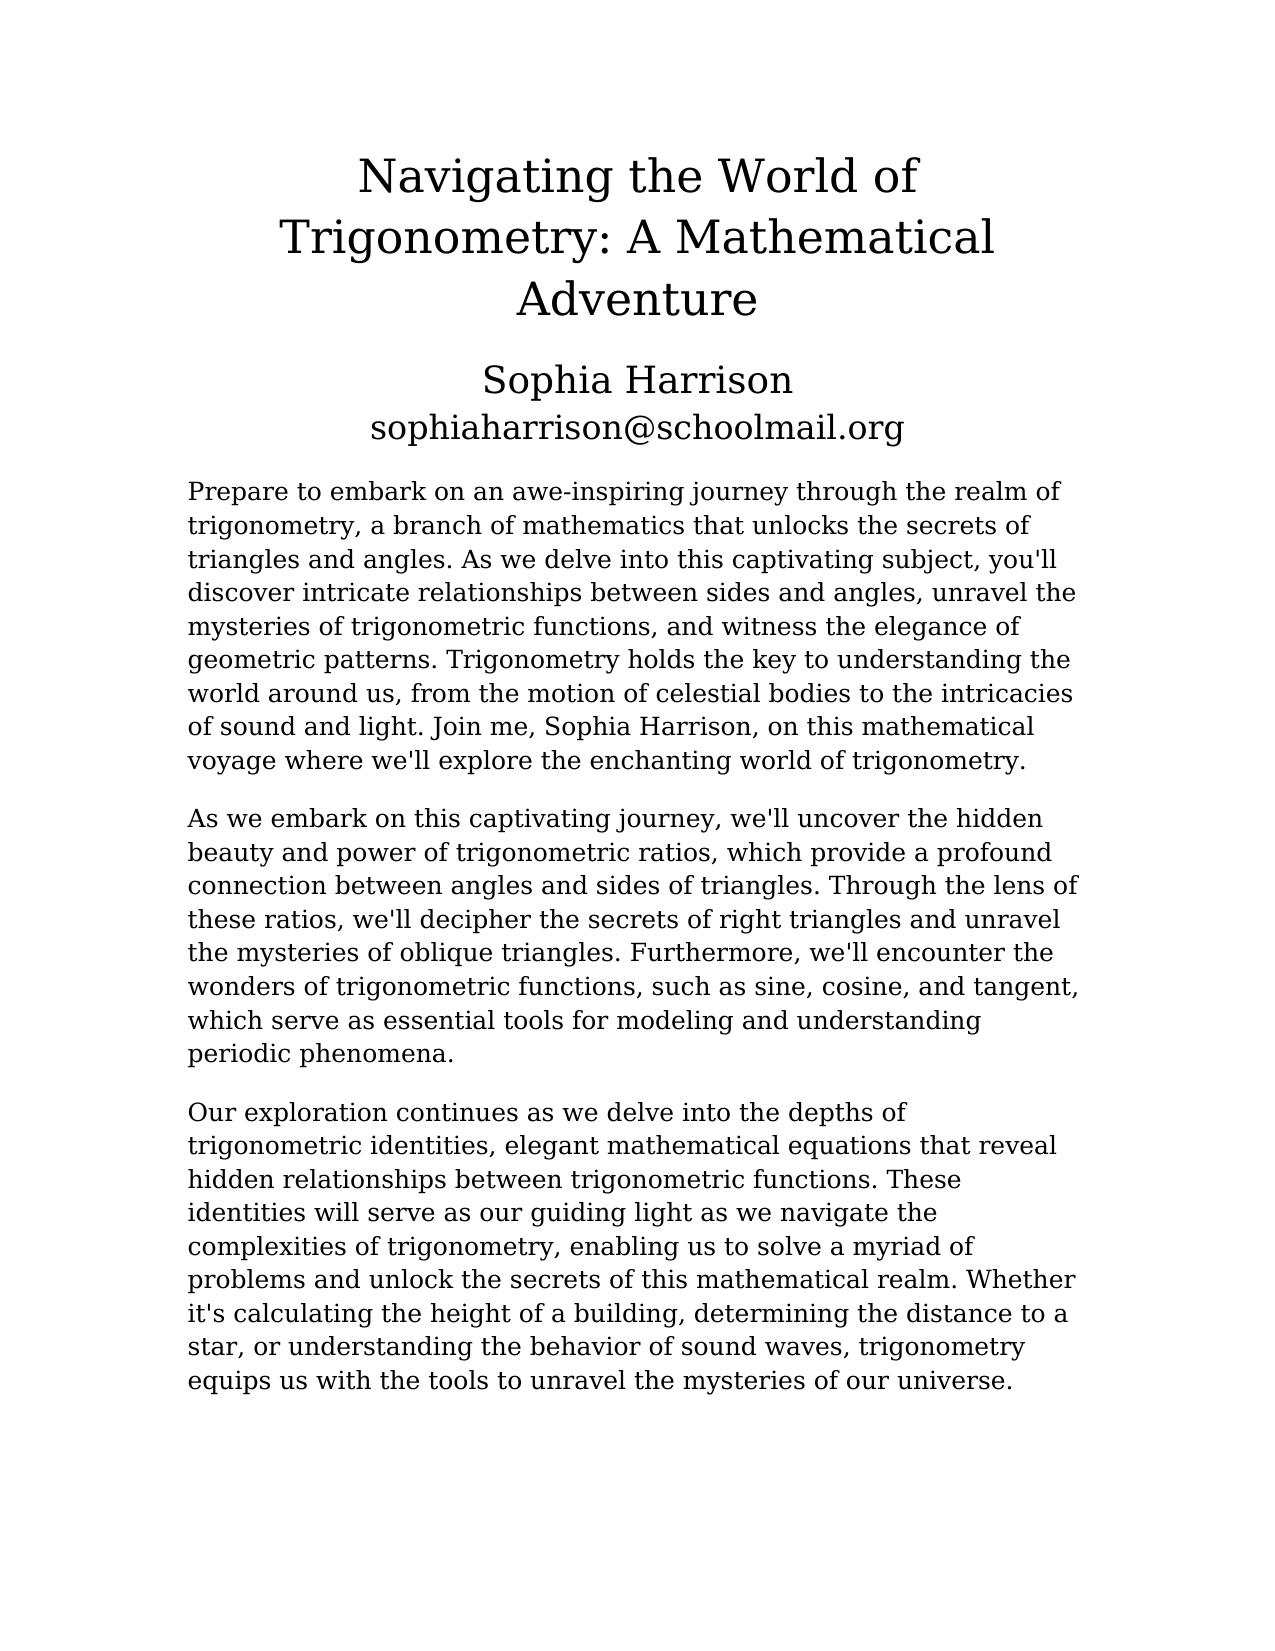 Navigating the World of
Trigonometry: A Mathematical
Adventure
Sophia Harrison
sophiaharrison@schoolmail.org
Prepare to embark on an awe-inspiring journey through the realm of
trigonometry, a branch of mathematics that unlocks the secrets of
triangles and angles. As we delve into this captivating subject, you'll
discover intricate relationships between sides and angles, unravel the
mysteries of trigonometric functions, and witness the elegance of
geometric patterns. Trigonometry holds the key to understanding the
world around us, from the motion of celestial bodies to the intricacies
of sound and light. Join me, Sophia Harrison, on this mathematical
voyage where we'll explore the enchanting world of trigonometry.
As we embark on this captivating journey, we'll uncover the hidden
beauty and power of trigonometric ratios, which provide a profound
connection between angles and sides of triangles. Through the lens of
these ratios, we'll decipher the secrets of right triangles and unravel
the mysteries of oblique triangles. Furthermore, we'll encounter the
wonders of trigonometric functions, such as sine, cosine, and tangent,
which serve as essential tools for modeling and understanding
periodic phenomena.
Our exploration continues as we delve into the depths of
trigonometric identities, elegant mathematical equations that reveal
hidden relationships between trigonometric functions. These
identities will serve as our guiding light as we navigate the
complexities of trigonometry, enabling us to solve a myriad of
problems and unlock the secrets of this mathematical realm. Whether
it's calculating the height of a building, determining the distance to a
star, or understanding the behavior of sound waves, trigonometry
equips us with the tools to unravel the mysteries of our universe.